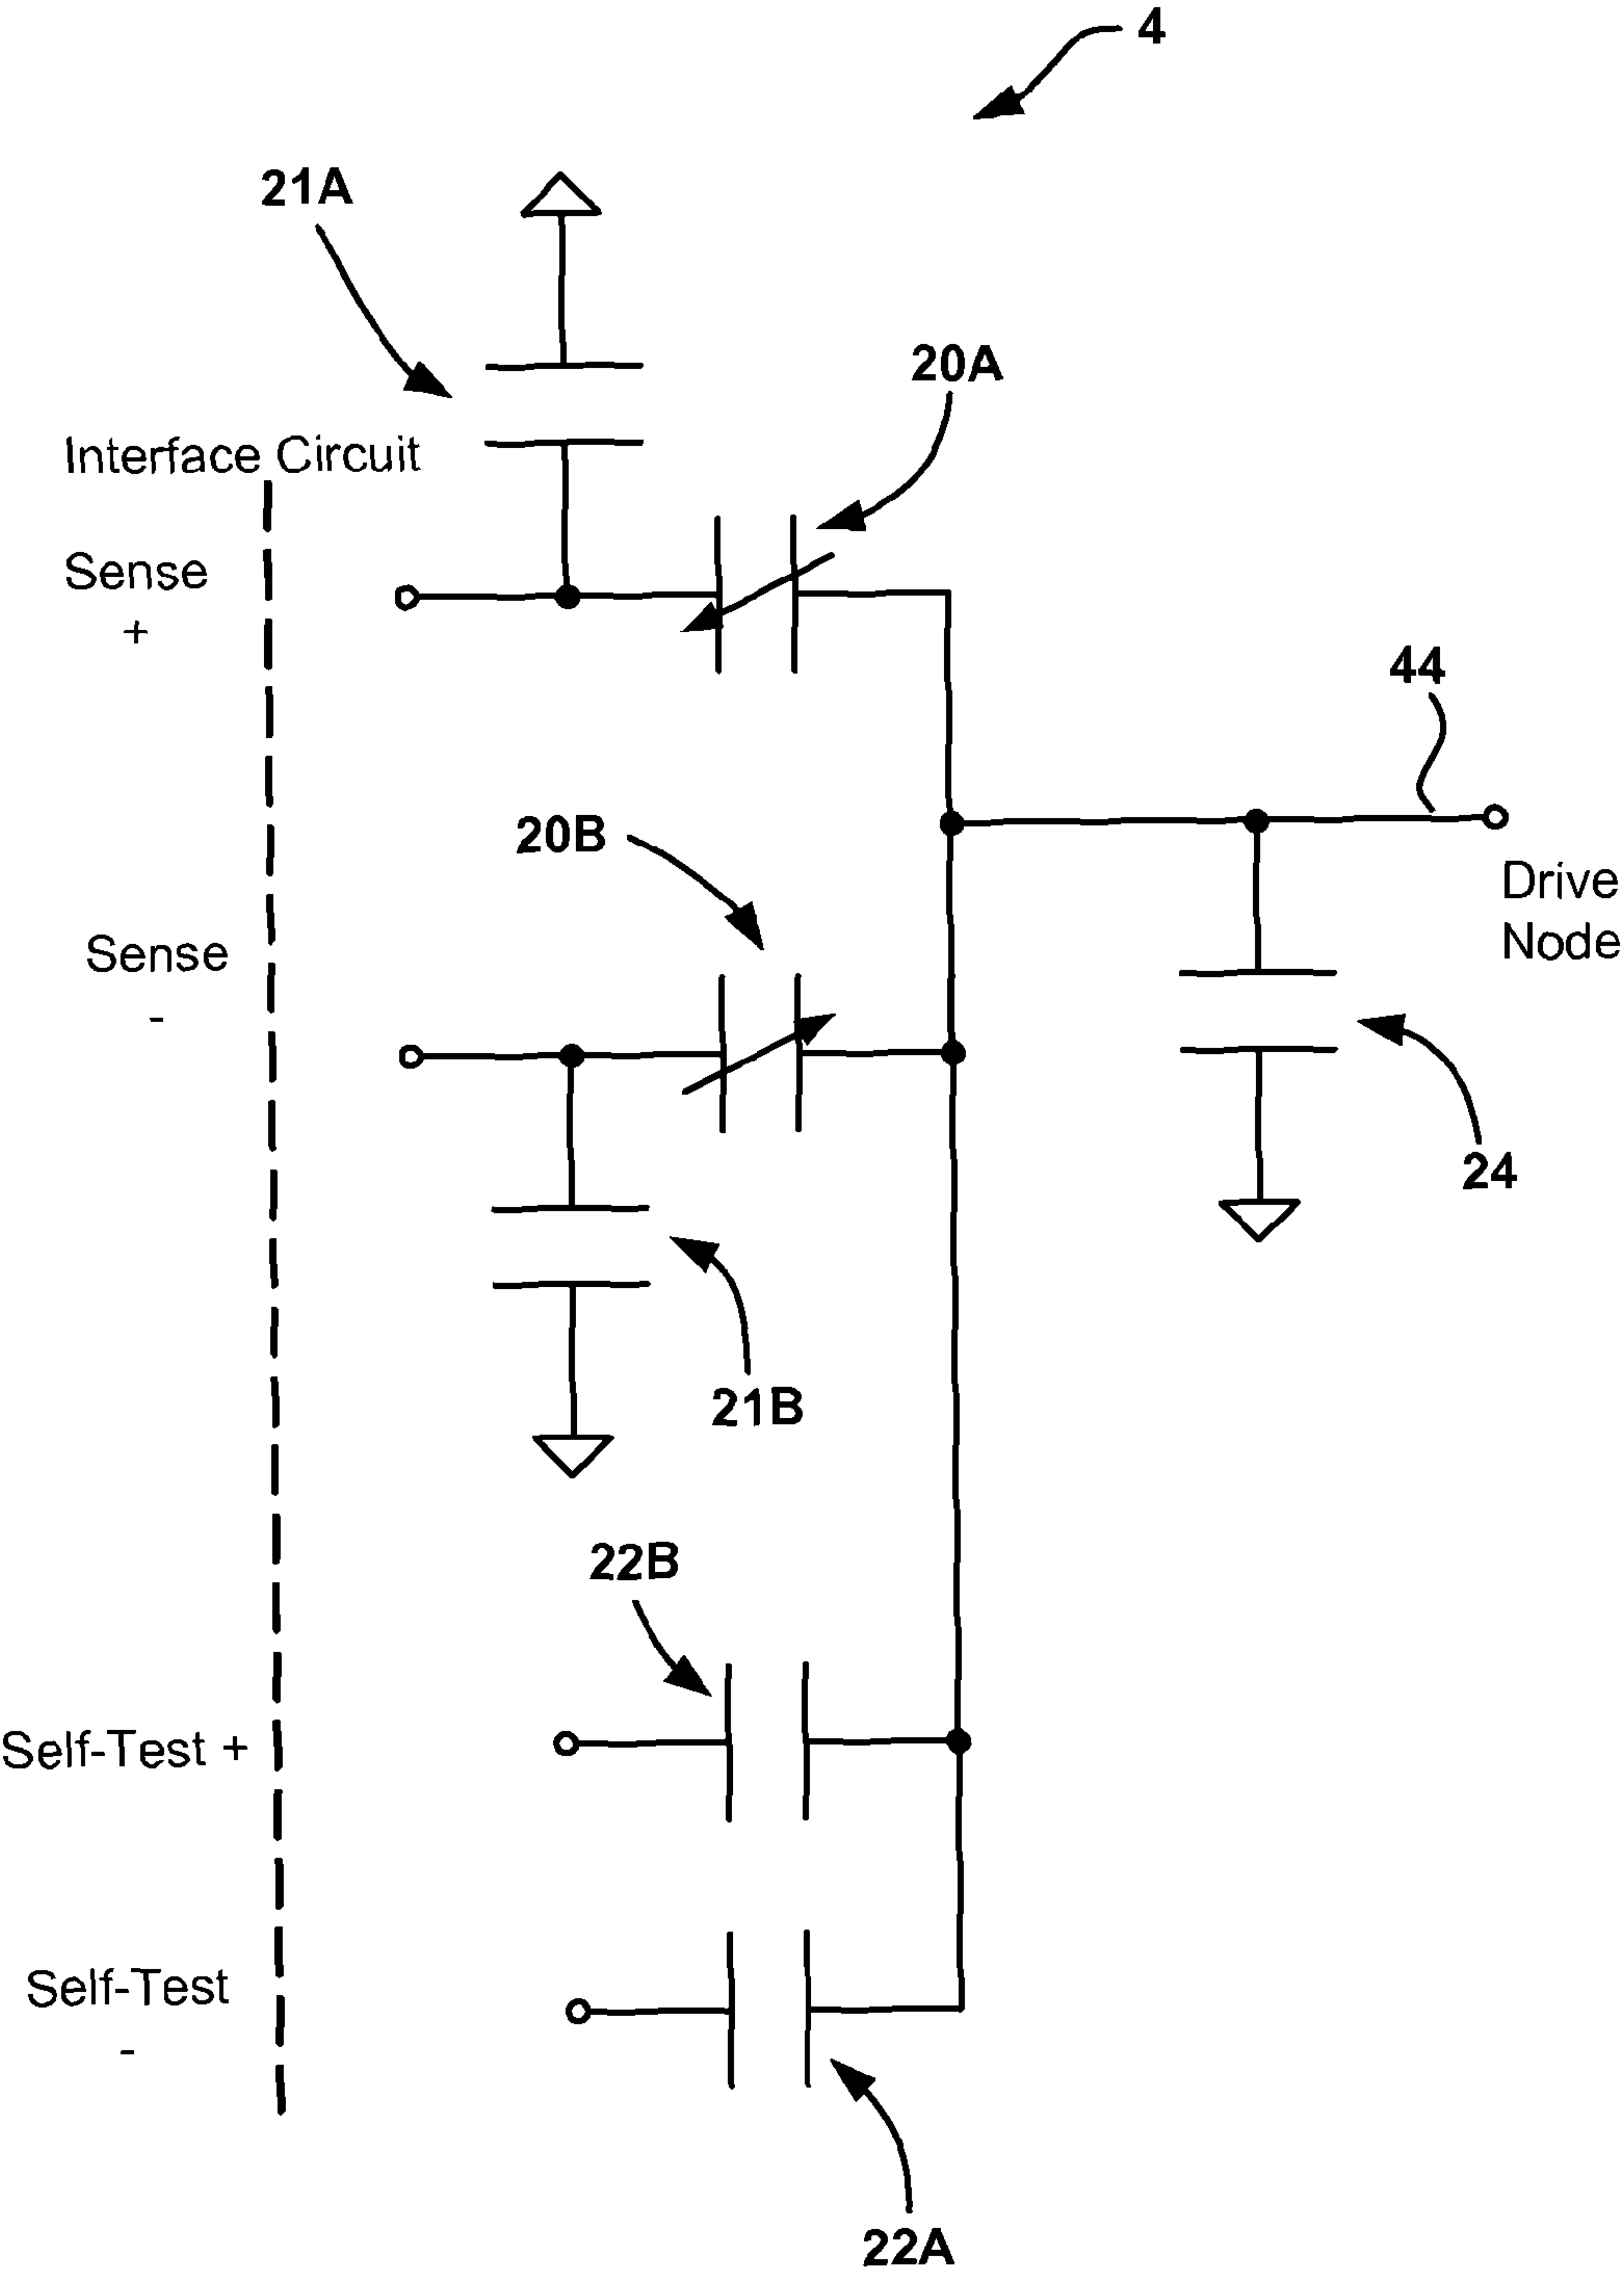 4
21A
20A
Interface Circuit
Sense
+
44
20B
Drive
Node
Sense
-
24
21B
22B
Self-Test +
Self-Test
-
22A